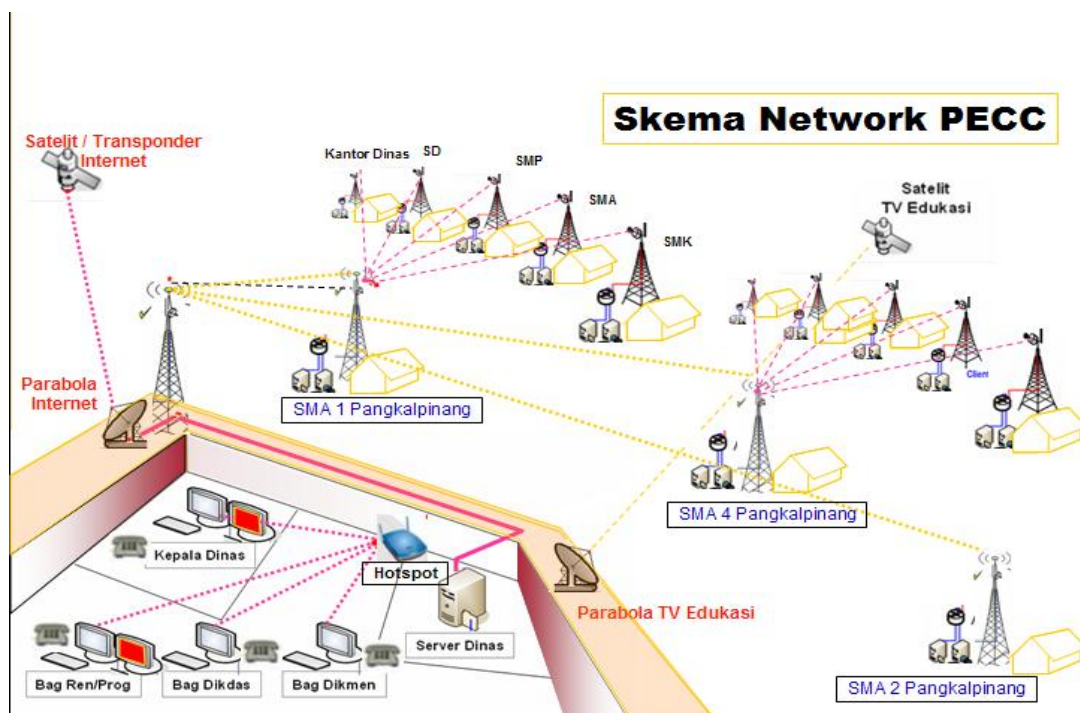 Skema Network PECC
Satelit / Transponder
Internet
Kantor Dinas
SD
SMP
SMA
SMK
Satelit
TV Edukasi
Parabola
Internet
SMA 1 Pangkalpinang
Client
SMA 4 Pangkalpinang
Kepala Dinas
Hotspot
Server Dinas
Parabola TV Edukasi
Bag Ren/Prog
Bag Dikdas
Bag Dikmen
SMA 2 Pangkalpinang